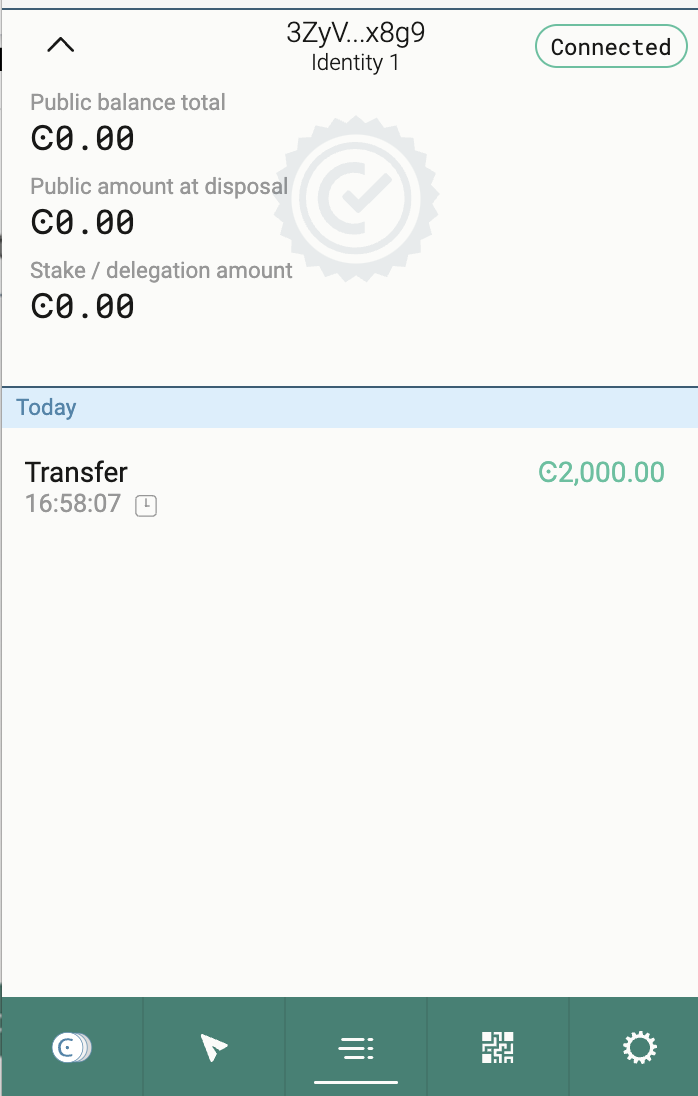 3ZyV...x8g9
Identity 1
Connected
Public balance total
Ͼ0.00
Public amount at disposal
Ͼ0.00
Stake / delegation amount
Ͼ0.00
Today
Transfer
Ͼ2,000.00
16:58:07